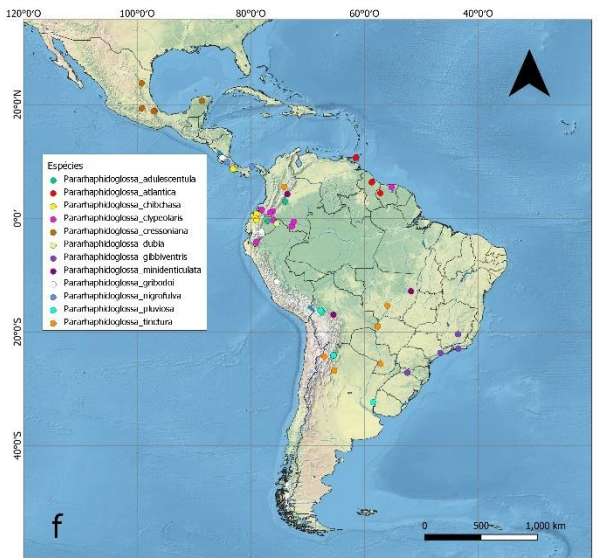 120°0'O 100°0'O 80°0'O 60°0'O 40°0'O
20°0'N
Espécies
Pararhaphidoglossa_adulescentula
Pararhaphidoglossa_atlantica
Pararhaphidoglossa_chibchasa
Pararhaphidoglossa_clypeolaris
Pararhaphidoglossa_cressoniana
Pararhaphidoglossa_dubia
Pararhaphidoglossa_gibbiventris
Pararhaphidoglossa_minidenticulata
Pararhaphidoglossa_gribodoi
Pararhaphidoglossa_nigrofulva
Pararhaphidoglossa_pluviosa
Pararhaphidoglossa_tinctura
0°0'S
20°0'S
40°0'S
f
0 500 1,000 km